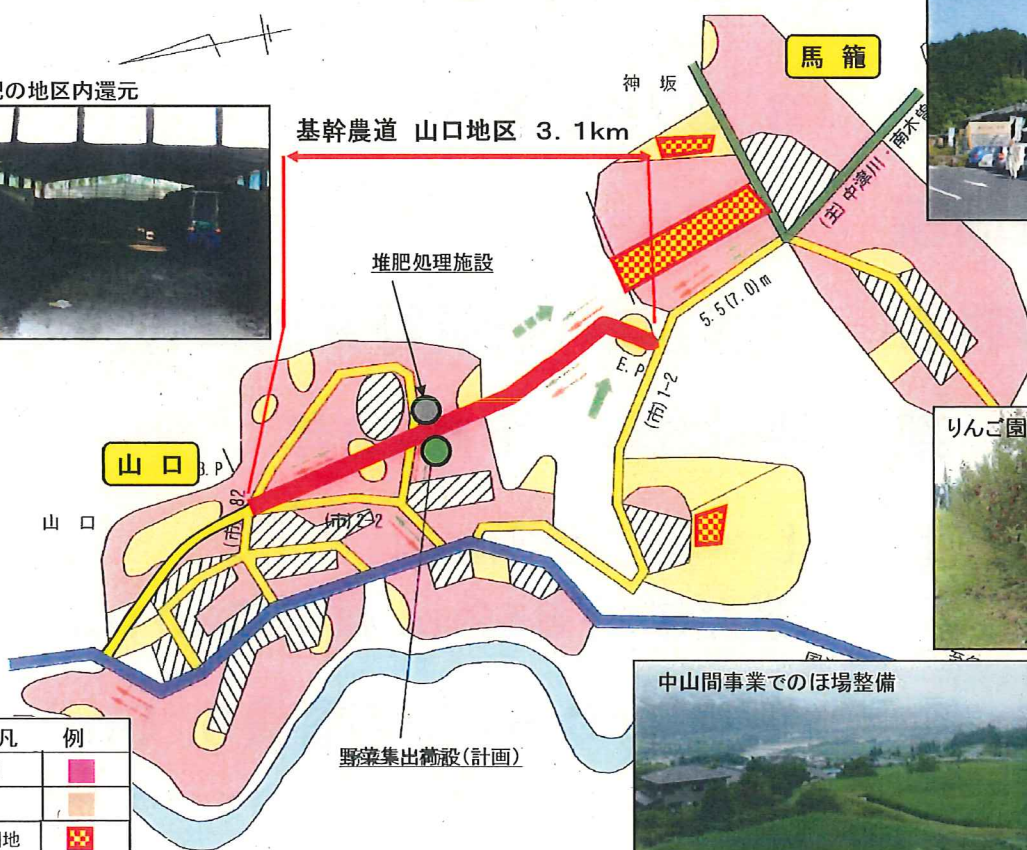 馬籠
神坂
肥の地区内還元
基幹農道 山口地区 3.1km
(主)中津川・南木曽
堆肥処理施設
5.5(7.0)m
E.P
(市)1-2
りんご園
山口
B.P
山口
(市)82
(市)2-2
中山間事業でのほ場整備
野菜集出荷施設(計画)
凡例
地